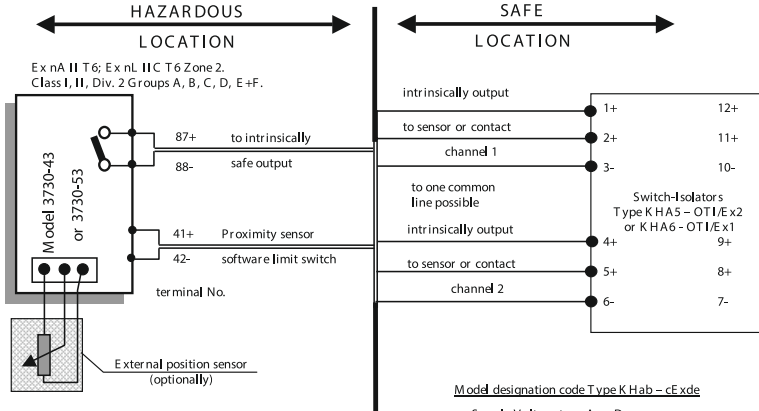 HAZARDOUS
LOCATION
SAFE
LOCATION
Ex nA II T6; Ex nL IIC T6 Zone 2.
Class I, II, Div. 2 Groups A, B, C, D, E+F.
Model 3730-43
or 3730-53
87+
to intrinsically
88-
safe output
41+
Proximity sensor
42-
software limit switch
terminal No.
External position sensor
(optionally)
intrinsically output
to sensor or contact
channel 1
to one common
line possible
intrinsically output
to sensor or contact
channel 2
1+
12+
2+
11+
3-
10-
Switch-Isolators
Type KHA5 – OTI/Ex2
or KHA6 - OTI/Ex1
4+
9+
5+
8+
6-
7-
Model designation code Type KHab – cExde